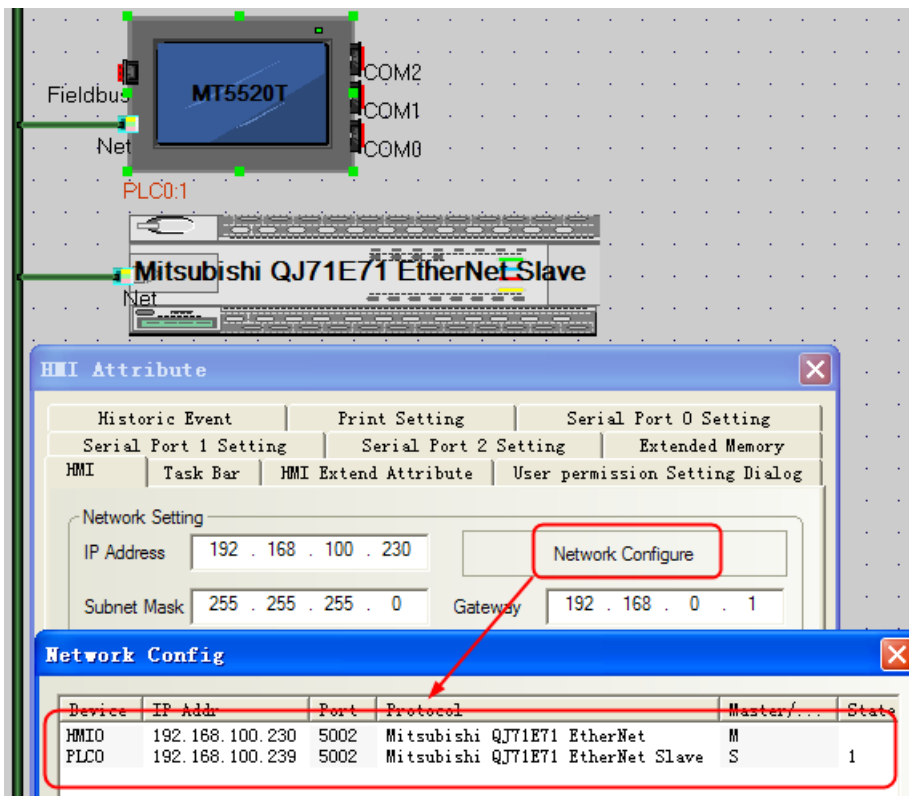 COM2
Fieldbus
MT5520T
COM1
Net
COM0
PLC0:1
Mitsubishi QJ71E71 EtherNet Slave
Net
HMI Attribute
Historic Event Print Setting Serial Port 0 Setting
Serial Port 1 Setting Serial Port 2 Setting Extended Memory
HMI Task Bar HMI Extend Attribute User permission Setting Dialog
Network Setting
IP Address 192 . 168 . 100 . 230 Network Configure
Subnet Mask 255 . 255 . 255 . 0 Gateway 192 . 168 . 0 . 1
Network Config
Device IP Addr Port Protocol Master/... State
HMI0 192.168.100.230 5002 Mitsubishi QJ71E71 EtherNet M
PLC0 192.168.100.239 5002 Mitsubishi QJ71E71 EtherNet Slave S 1